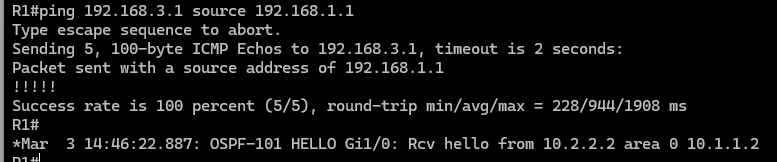 R1#ping 192.168.3.1 source 192.168.1.1
Type escape sequence to abort.
Sending 5, 100-byte ICMP Echos to 192.168.3.1, timeout is 2 seconds:
Packet sent with a source address of 192.168.1.1
!!!!!
Success rate is 100 percent (5/5), round-trip min/avg/max = 228/944/1908 ms
R1#
*Mar  3 14:46:22.887: OSPF-101 HELLO Gi1/0: Rcv hello from 10.2.2.2 area 0 10.1.1.2
R1#